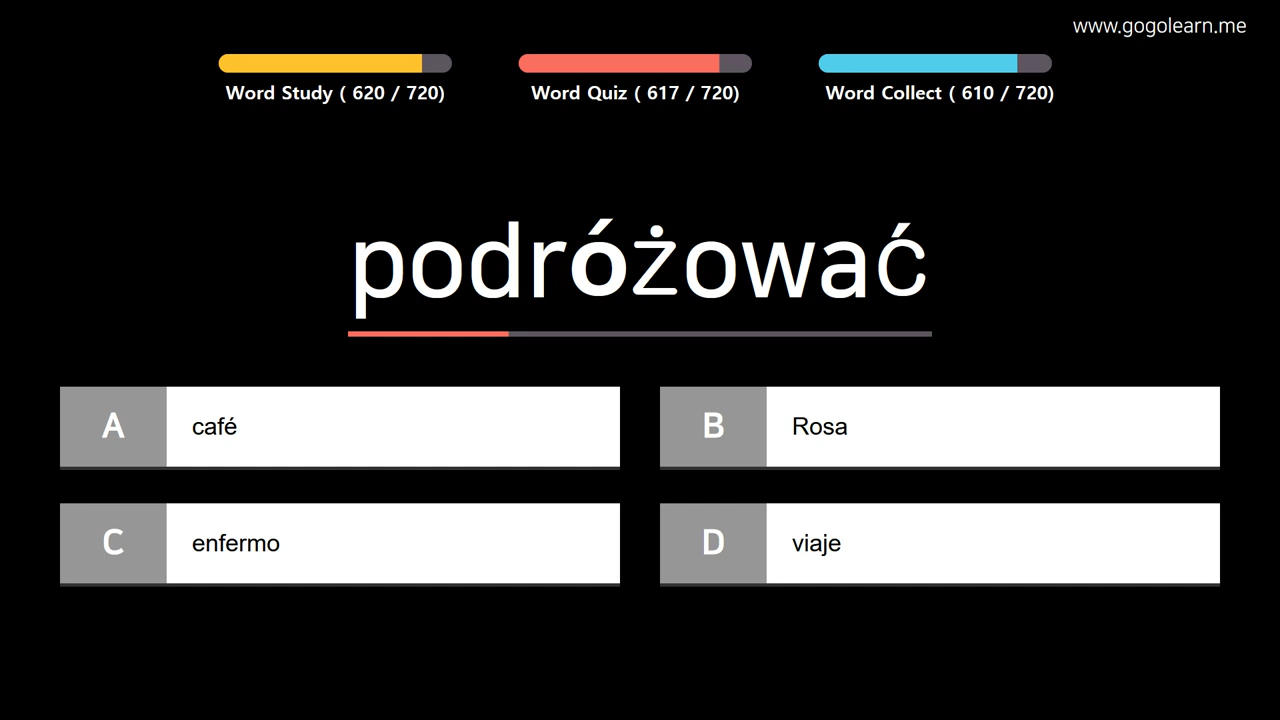 www.gogolearn.me
Word Study ( 620 / 720)
Word Quiz ( 617 / 720)
Word Collect ( 610 / 720)
podróżować
A café
B Rosa
C enfermo
D viaje